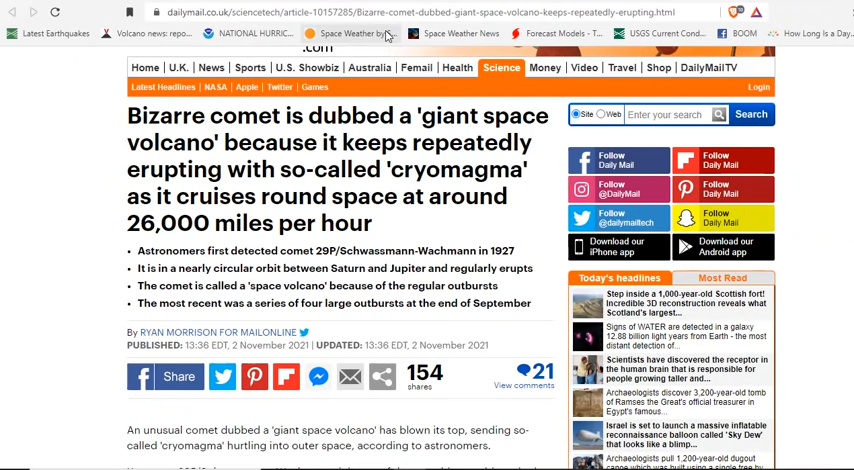 dailymail.co.uk/sciencetech/article-10157285/Bizarre-comet-dubbed-giant-space-volcano-keeps-repeatedly-erupting.html
Latest Earthquakes
Volcano news: repo...
NATIONAL HURRIC...
Space Weather by
Space Weather News
Forecast Models - T...
USGS Current Cond...
BOOM
How Long Is a Day...
.com
Home U.K. News Sports U.S. Showbiz Australia Femail Health Science Money Video Travel Shop DailyMailTV
Latest Headlines NASA Apple Twitter Games Login
Bizarre comet is dubbed a 'giant space
volcano' because it keeps repeatedly
erupting with so-called 'cryomagma'
as it cruises round space at around
26,000 miles per hour
Astronomers first detected comet 29P/Schwassmann-Wachmann in 1927
It is in a nearly circular orbit between Saturn and Jupiter and regularly erupts
The comet is called a 'space volcano' because of the regular outbursts
The most recent was a series of four large outbursts at the end of September
By RYAN MORRISON FOR MAILONLINE
PUBLISHED: 13:36 EDT, 2 November 2021 | UPDATED: 13:36 EDT, 2 November 2021
Share
154
shares
21
View comments
An unusual comet dubbed a 'giant space volcano' has blown its top, sending so-
called 'cryomagma' hurtling into outer space, according to astronomers.
Site Web Enter your search Search
Follow
Daily Mail
Follow
Daily Mail
Follow
@DailyMail
Follow
Daily Mail
Follow
@dailymailtech
Follow
Daily Mail
Download our
iPhone app
Download our
Android app
Today's headlines Most Read
Step inside a 1,000-year-old Scottish fort!
Incredible 3D reconstruction reveals what
Scotland's largest...
Signs of WATER are detected in a galaxy
12.88 billion light years from Earth - the most
distant detection of...
Scientists have discovered the receptor in
the human brain that is responsible for
people growing taller and...
Archaeologists discover 3,200-year-old tomb
of Ramses the Great's official treasurer in
Egypt's famous...
Israel is set to launch a massive inflatable
reconnaissance balloon called 'Sky Dew'
that looks like a blimp...
Archaeologists pull 1,200-year-old dugout